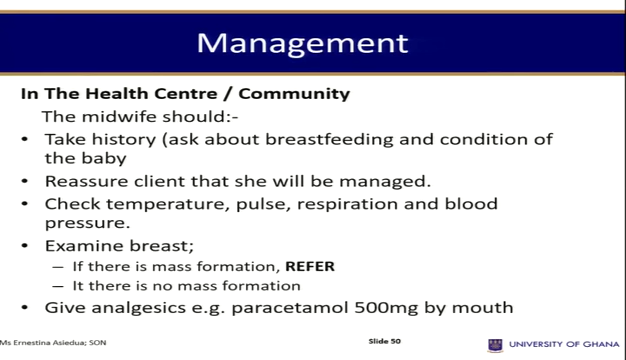 Management
In The Health Centre / Community
The midwife should:-
• Take history (ask about breastfeeding and condition of
the baby
• Reassure client that she will be managed.
• Check temperature, pulse, respiration and blood
pressure.
• Examine breast;
– If there is mass formation, REFER
– It there is no mass formation
• Give analgesics e.g. paracetamol 500mg by mouth
Ms Ernestina Asiedua; SON
Slide 50
UNIVERSITY OF GHANA